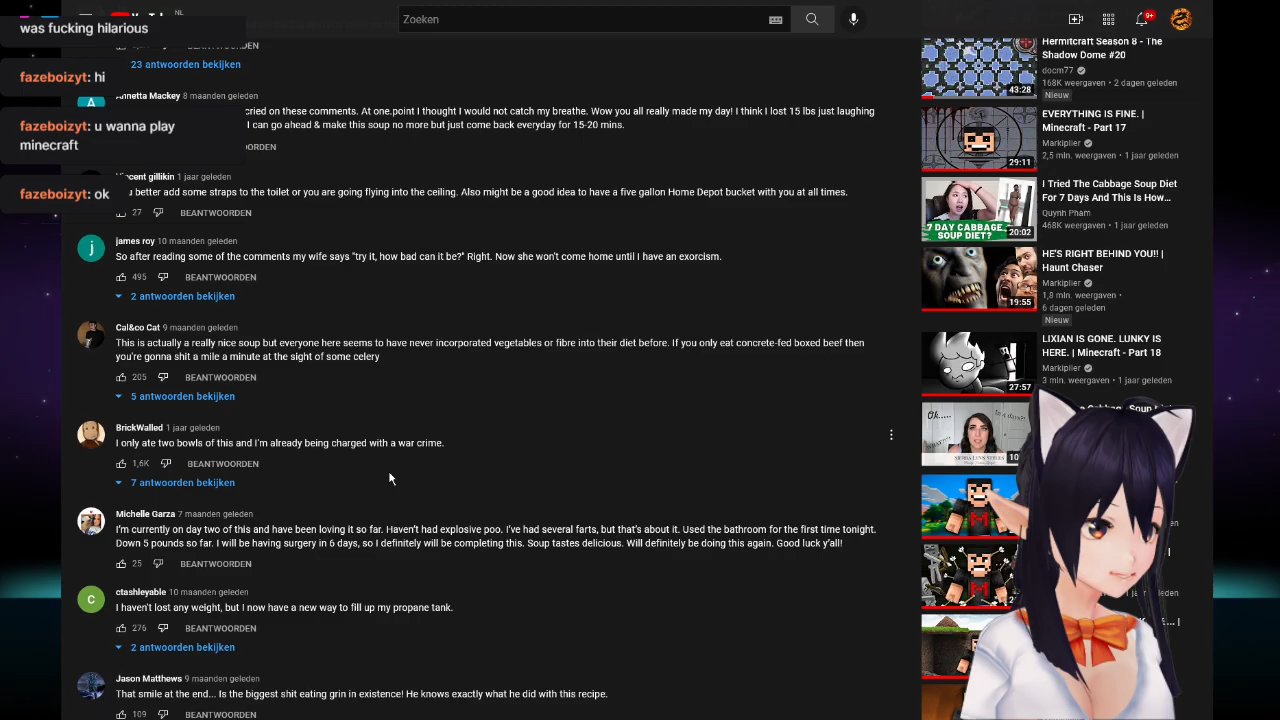 NL
was fucking hilarious
fazeboizyt: hi
fazeboizyt: u wanna play
minecraft
fazeboizyt: ok
Zoeken
9+
23 antwoorden bekijken
Annetta Mackey 8 maanden geleden
cried on these comments. At one.point I thought I would not catch my breathe. Wow you all really made my day! I think I lost 15 lbs just laughing
I can go ahead & make this soup no more but just come back everyday for 15-20 mins.
Vincent gillikin 1 jaar geleden
better add some straps to the toilet or you are going flying into the ceiling. Also might be a good idea to have a five gallon Home Depot bucket with you at all times.
27 BEANTWOORDEN
j
james roy 10 maanden geleden
So after reading some of the comments my wife says "try it, how bad can it be?" Right. Now she won't come home until I have an exorcism.
495 BEANTWOORDEN
2 antwoorden bekijken
Cal&co Cat 9 maanden geleden
This is actually a really nice soup but everyone here seems to have never incorporated vegetables or fibre into their diet before. If you only eat concrete-fed boxed beef then
you're gonna shit a mile a minute at the sight of some celery
205 BEANTWOORDEN
5 antwoorden bekijken
BrickWalled 1 jaar geleden
I only ate two bowls of this and I'm already being charged with a war crime.
1,6K BEANTWOORDEN
7 antwoorden bekijken
Michelle Garza 7 maanden geleden
I'm currently on day two of this and have been loving it so far. Haven't had explosive poo. I've had several farts, but that's about it. Used the bathroom for the first time tonight.
Down 5 pounds so far. I will be having surgery in 6 days, so I definitely will be completing this. Soup tastes delicious. Will definitely be doing this again. Good luck y'all!
25 BEANTWOORDEN
C
ctashleyable 10 maanden geleden
I haven't lost any weight, but I now have a new way to fill up my propane tank.
276 BEANTWOORDEN
2 antwoorden bekijken
Jason Matthews 9 maanden geleden
That smile at the end... Is the biggest shit eating grin in existence! He knows exactly what he did with this recipe.
109 BEANTWOORDEN
43:28
Hermitcraft Season 8 - The
Shadow Dome #20
docm77
168K weergaven • 2 dagen geleden
Nieuw
29:11
EVERYTHING IS FINE. |
Minecraft - Part 17
Markiplier
2,5 mln. weergaven • 1 jaar geleden
7 DAY CABBAGE
SOUP DIET?
20:02
I Tried The Cabbage Soup Diet
For 7 Days And This Is How...
Quynh Pham
468K weergaven • 1 jaar geleden
19:55
HE'S RIGHT BEHIND YOU!! |
Haunt Chaser
Markiplier
1,8 mln. weergaven •
6 dagen geleden
Nieuw
27:57
LIXIAN IS GONE. LUNKY IS
HERE. | Minecraft - Part 18
Markiplier
3 mln. weergaven • 1 jaar geleden